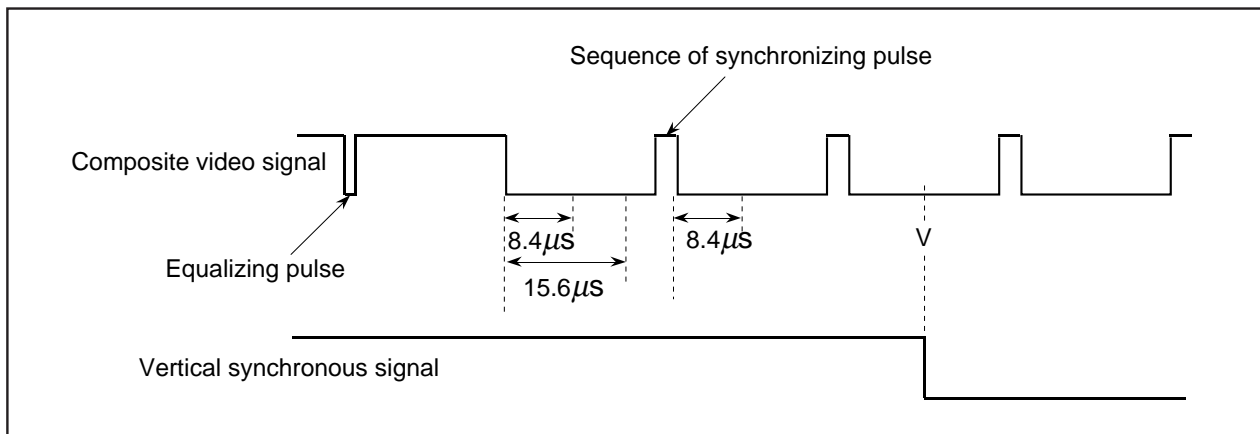 Sequence of synchronizing pulse
Composite video signal
8.4μs
8.4μs
V
Equalizing pulse
15.6μs
Vertical synchronous signal